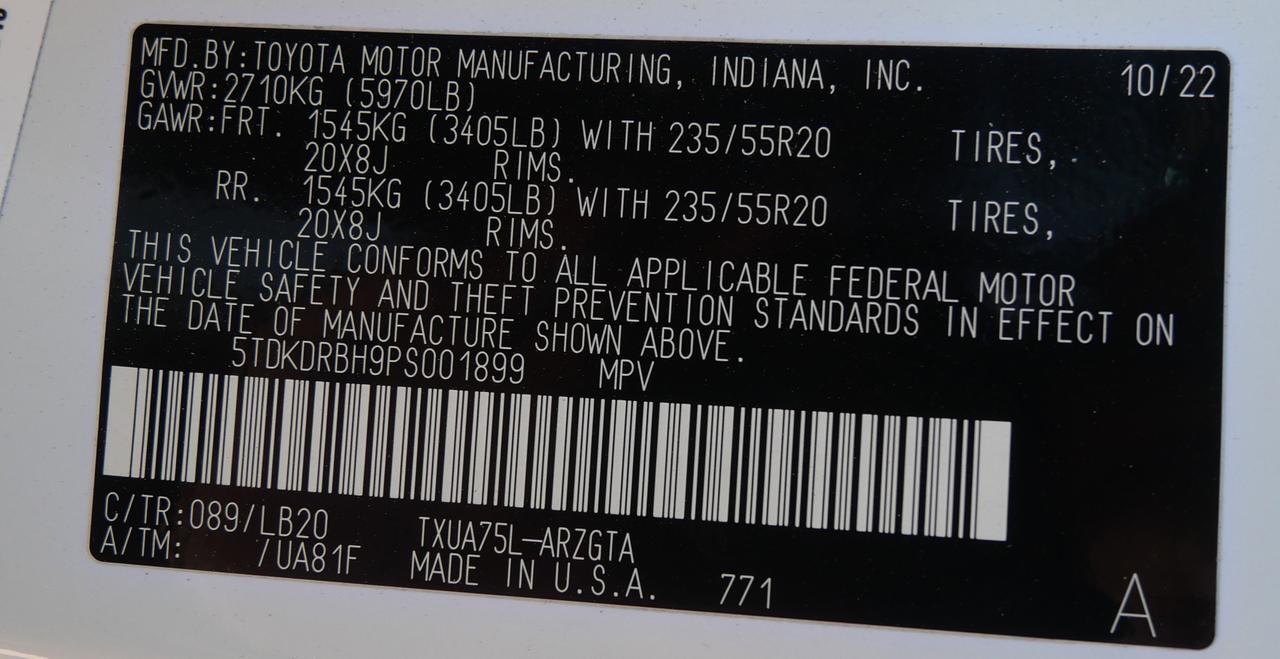 MFD.BY:TOYOTA MOTOR MANUFACTURING, INDIANA, INC. 10/22
GVWR:2710KG (5970LB)
GAWR:FRT. 1545KG (3405LB) WITH 235/55R20 TIRES,
20X8J RIMS.
RR. 1545KG (3405LB) WITH 235/55R20 TIRES,
20X8J RIMS.
THIS VEHICLE CONFORMS TO ALL APPLICABLE FEDERAL MOTOR
VEHICLE SAFETY AND THEFT PREVENTION STANDARDS IN EFFECT ON
THE DATE OF MANUFACTURE SHOWN ABOVE.
5TDKDRBH9PS001899 MPV
C/TR:089/LB20 TXUA75L-ARZGTA
A/TM: /UA81F MADE IN U.S.A. 771 A